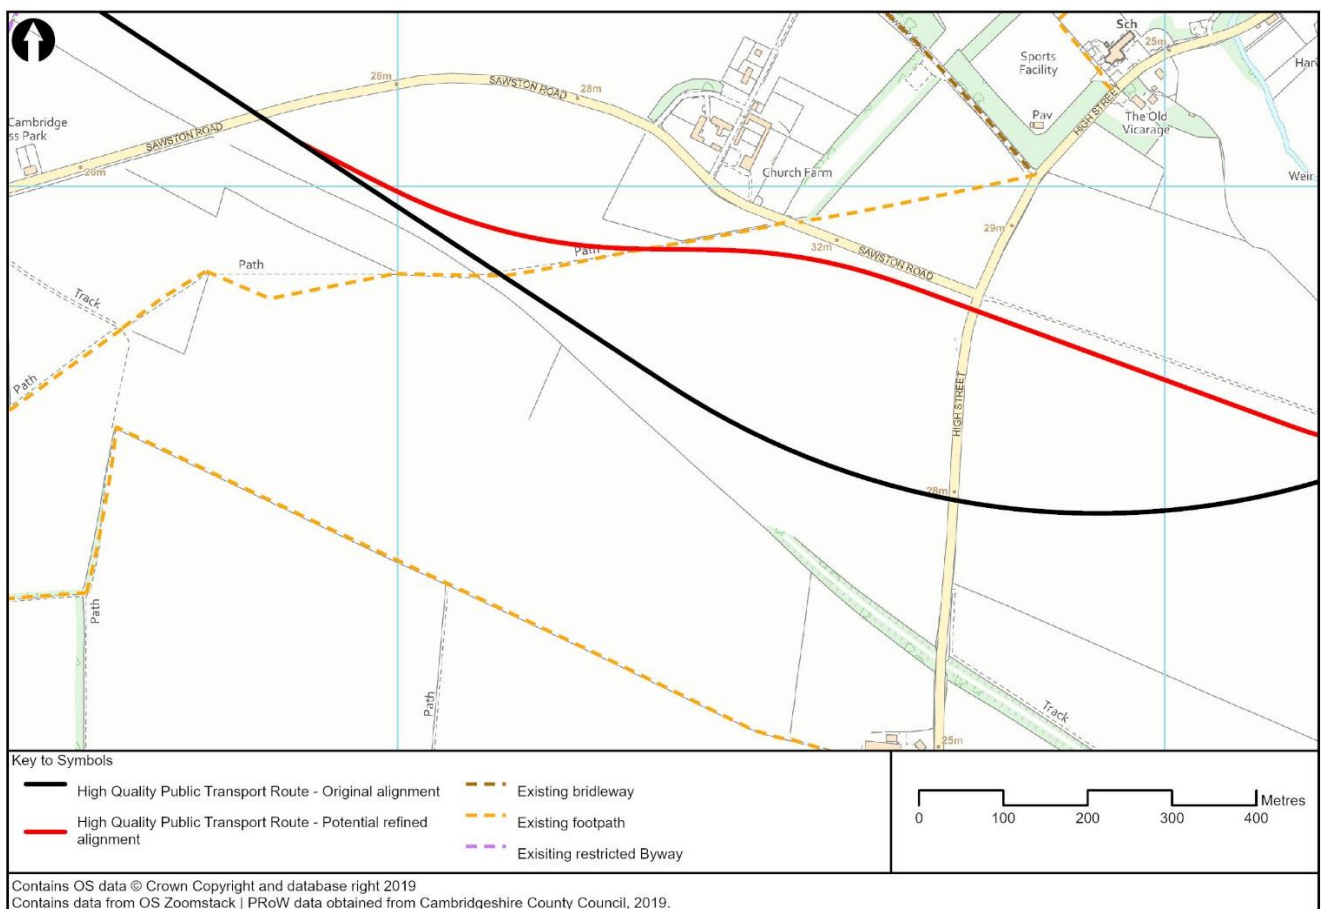 Sch
25m
Sports
Facility
28m
SAWSTON ROAD
28m
Pav
HIGH STREET
The Old
Vicarage
Cambridge
ss Park
SAWSTON ROAD
26m
Church Farm
Weir
29m
32m
SAWSTON ROAD
Path
Path
Track
Path
HIGH STREET
28m
Path
Path
Track
25m
Key to Symbols
High Quality Public Transport Route - Original alignment
High Quality Public Transport Route - Potential refined
alignment
Existing bridleway
Existing footpath
Exisiting restricted Byway
Metres
0 100 200 300 400
Contains OS data © Crown Copyright and database right 2019
Contains data from OS Zoomstack | PRoW data obtained from Cambridgeshire County Council, 2019.